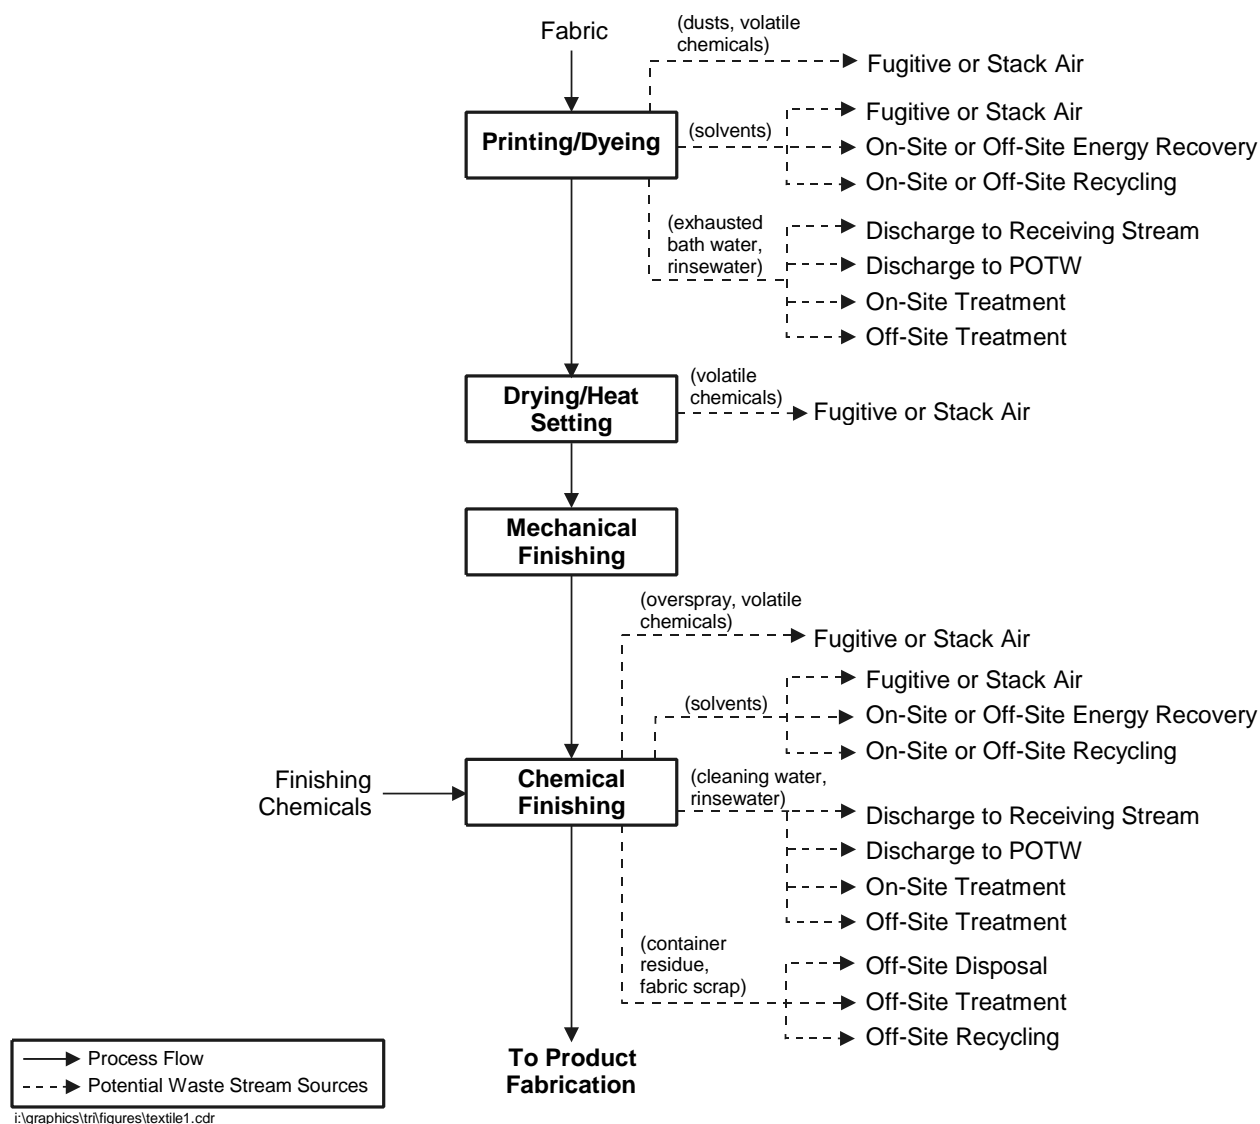 Fabric
(dusts, volatile
chemicals)
Fugitive or Stack Air
Printing/Dyeing
(solvents)
Fugitive or Stack Air
On-Site or Off-Site Energy Recovery
On-Site or Off-Site Recycling
(exhausted
bath water,
rinsewater)
Discharge to Receiving Stream
Discharge to POTW
On-Site Treatment
Off-Site Treatment
Drying/Heat
Setting
(volatile
chemicals)
Fugitive or Stack Air
Mechanical
Finishing
(overspray, volatile
chemicals)
Fugitive or Stack Air
(solvents)
Fugitive or Stack Air
On-Site or Off-Site Energy Recovery
On-Site or Off-Site Recycling
Finishing
Chemicals
Chemical
Finishing
(cleaning water,
rinsewater)
Discharge to Receiving Stream
Discharge to POTW
On-Site Treatment
Off-Site Treatment
(container
residue,
fabric scrap)
Off-Site Disposal
Off-Site Treatment
Off-Site Recycling
To Product
Fabrication
Process Flow
Potential Waste Stream Sources
i:\graphics\tri\figures\textile1.cdr